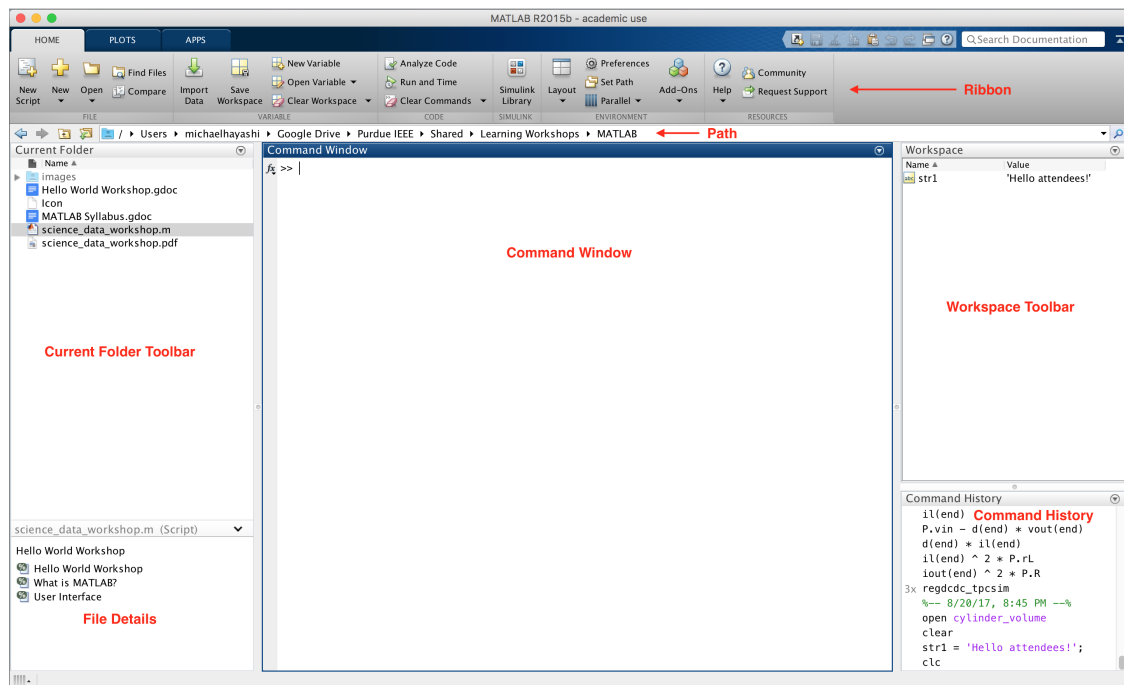 MATLAB R2015b - academic use
HOME PLOTS APPS
Search Documentation
New Script
New
Open
Find Files
Compare
Import Data
Save Workspace
New Variable
Open Variable
Clear Workspace
Analyze Code
Run and Time
Clear Commands
Simulink Library
Layout
Preferences
Set Path
Parallel
Add-Ons
Help
Community
Request Support
Ribbon
FILE VARIABLE CODE SIMULINK ENVIRONMENT RESOURCES
/ Users michaelhayashi Google Drive Purdue IEEE Shared Learning Workshops MATLAB
Path
Current Folder
Name
images
Hello World Workshop.gdoc
Icon
MATLAB Syllabus.gdoc
science_data_workshop.m
science_data_workshop.pdf
Current Folder Toolbar
science_data_workshop.m (Script)
Hello World Workshop
Hello World Workshop
What is MATLAB?
User Interface
File Details
Command Window
fx >>
Command Window
Workspace
Name Value
abc str1 'Hello attendees!'
Workspace Toolbar
Command History
il(end)
Command History
P.vin - d(end) * vout(end)
d(end) * il(end)
il(end) ^ 2 * P.rL
iout(end) ^ 2 * P.R
3x regdcdc_tpcsim
%-- 8/20/17, 8:45 PM --%
open cylinder_volume
clear
str1 = 'Hello attendees!';
clc